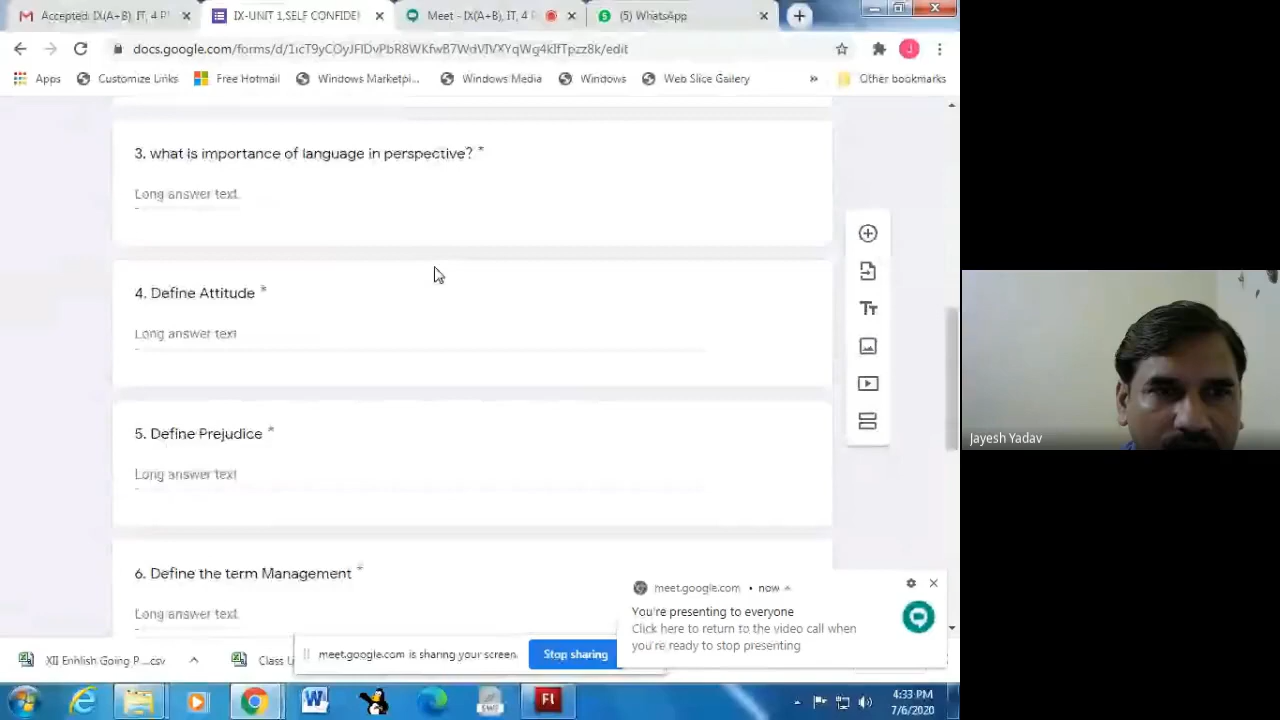 Accepted: IX(A+B), IT, 4 P
IX-UNIT 1,SELF CONFIDE
Meet - IX(A+B), IT, 4 P
(5) WhatsApp
docs.google.com/forms/d/1icT9yCOyJFIDvPbR8WKfwB7WdVIVXYqWg4kIfTpzz8k/edit
J
Apps
Customize Links
Free Hotmail
Windows Marketpl...
Windows Media
Windows
Web Slice Gallery
»
Other bookmarks
3. what is importance of language in perspective? *
Long answer text
4. Define Attitude *
Long answer text
5. Define Prejudice *
Long answer text
6. Define the term Management *
Long answer text
Jayesh Yadav
meet.google.com • now
You're presenting to everyone
Click here to return to the video call when
you're ready to stop presenting
XII Enhlish Going P....csv
Class Li
meet.google.com is sharing your screen.
Stop sharing
4:33 PM
7/6/2020